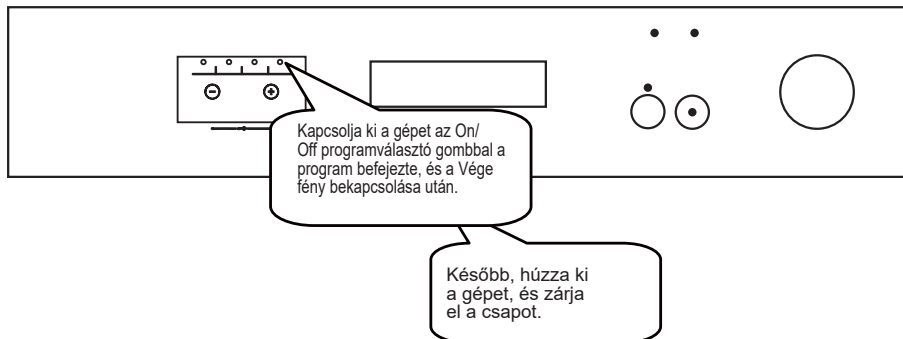 Kapcsolja ki a gépet az On/
Off programválasztó gombbal a
program befejezte, és a Vége
fény bekapcsolása után.
Később, húzza ki
a gépet, és zárja
el a csapot.